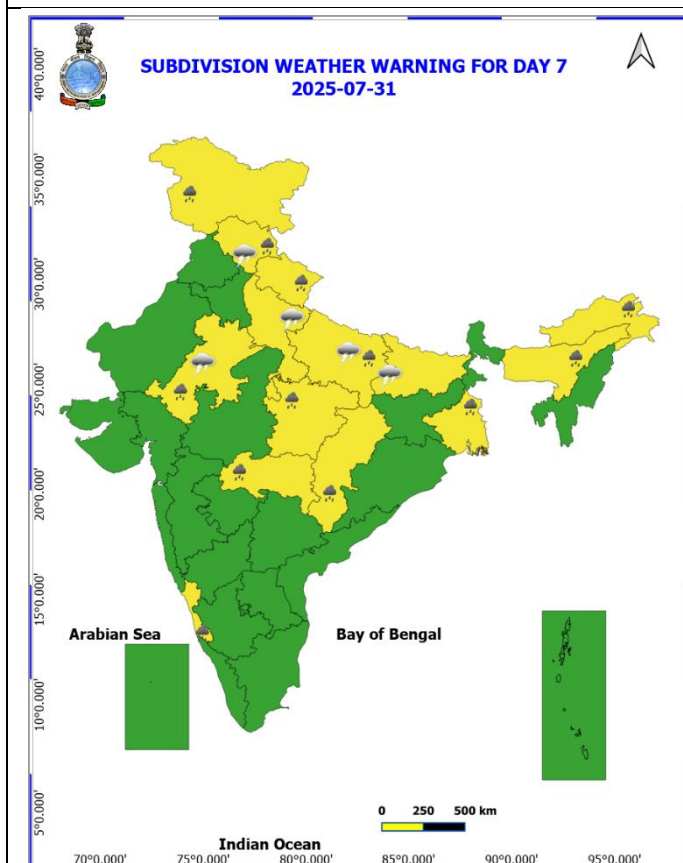 SUBDIVISION WEATHER WARNING FOR DAY 7
2025-07-31
40°0.000'
35°0.000'
30°0.000'
25°0.000'
20°0.000'
15°0.000'
10°0.000'
5°0.000'
Arabian Sea
Bay of Bengal
0 250 500 km
Indian Ocean
70°0.000' 75°0.000' 80°0.000' 85°0.000' 90°0.000' 95°0.000'